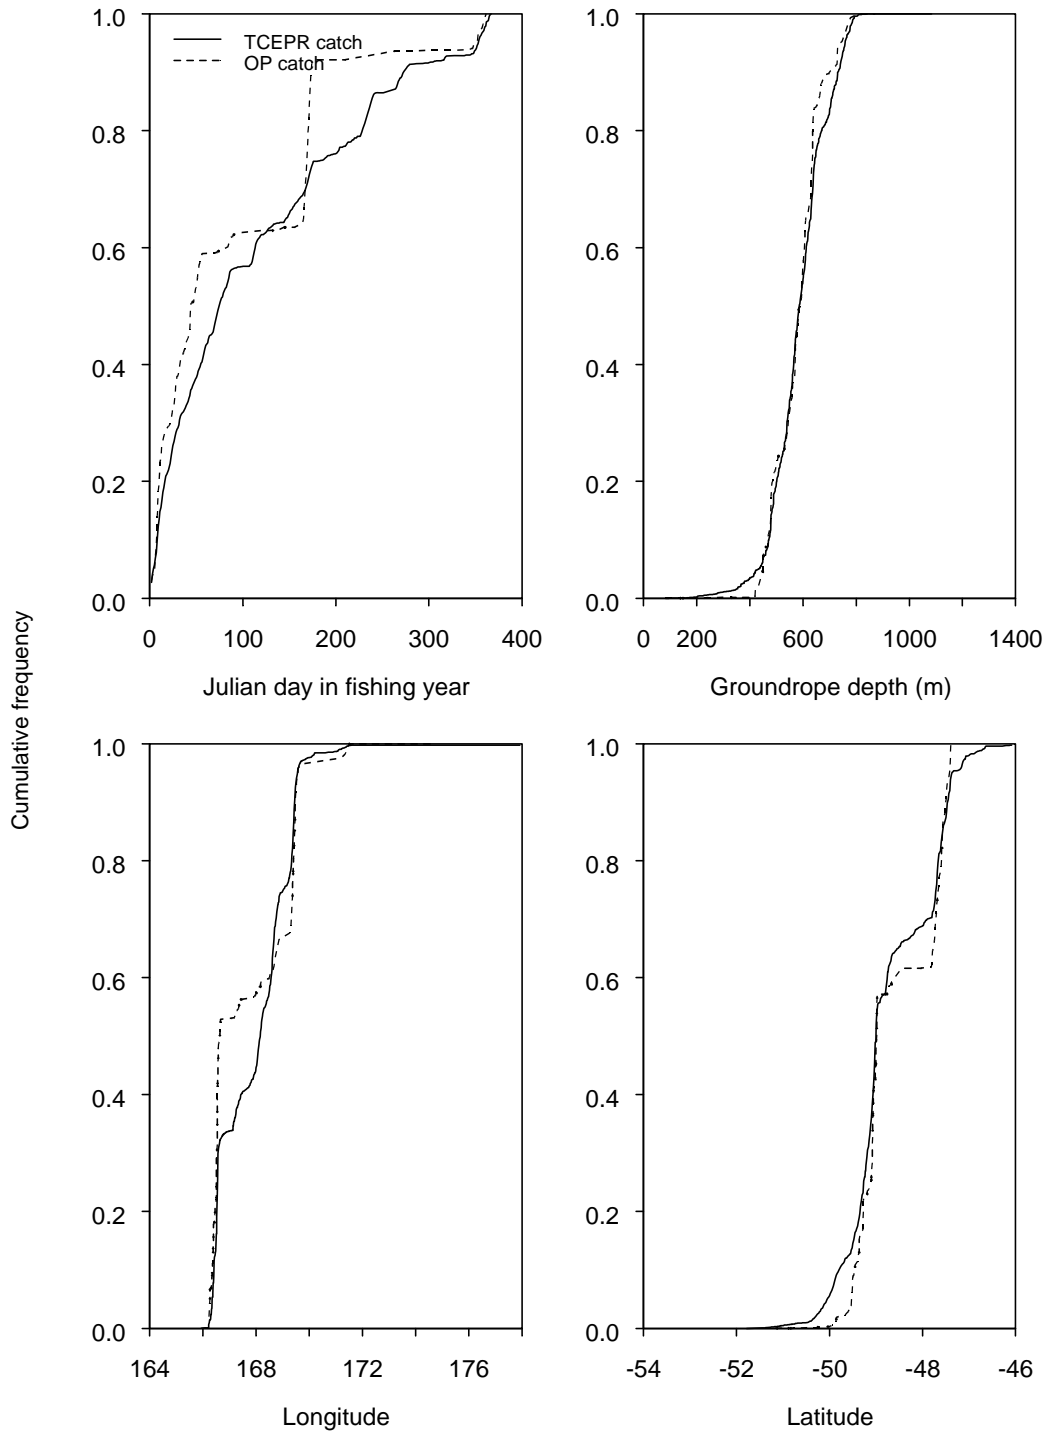 1.0
0.8
0.6
0.4
0.2
0.0
TCEPR catch
OP catch
0 100 200 300 400
Julian day in fishing year
1.0
0.8
0.6
0.4
0.2
0.0
0 200 600 1000 1400
Groundrope depth (m)
Cumulative frequency
1.0
0.8
0.6
0.4
0.2
0.0
164 168 172 176
Longitude
1.0
0.8
0.6
0.4
0.2
0.0
-54 -52 -50 -48 -46
Latitude